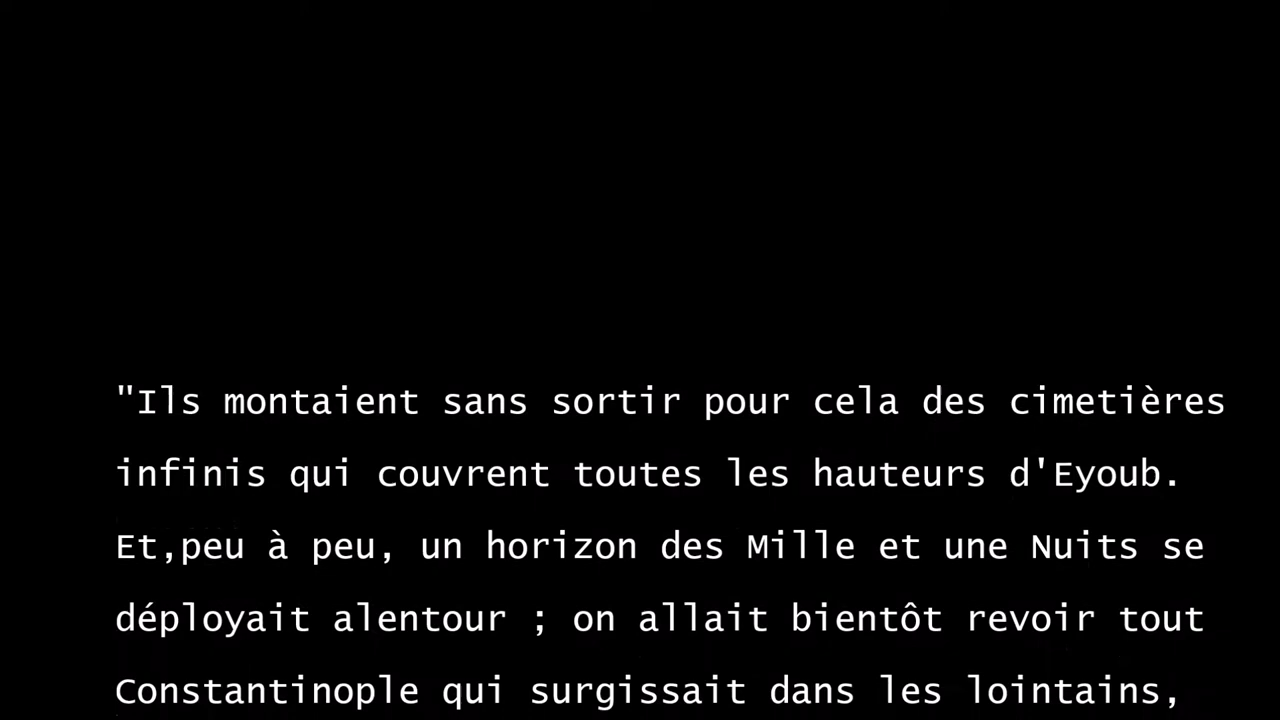 "Ils montaient sans sortir pour cela des cimetières
infinis qui couvrent toutes les hauteurs d'Eyoub.
Et,peu à peu, un horizon des Mille et une Nuits se
déployait alentour ; on allait bientôt revoir tout
Constantinople qui surgissait dans les lointains,